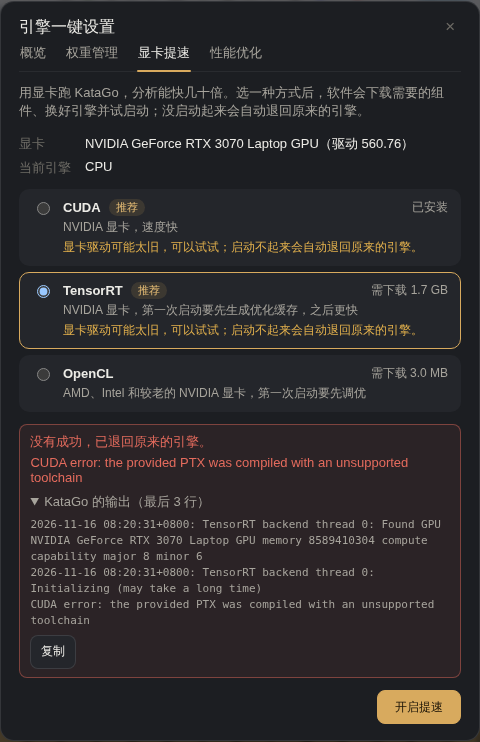 引擎一键设置
×
概览 权重管理 显卡提速 性能优化
用显卡跑 KataGo，分析能快几十倍。选一种方式后，软件会下载需要的组
件、换好引擎并试启动；没启动起来会自动退回原来的引擎。
显卡 NVIDIA GeForce RTX 3070 Laptop GPU（驱动 560.76）
当前引擎 CPU
CUDA 推荐 已安装
NVIDIA 显卡，速度快
显卡驱动可能太旧，可以试试；启动不起来会自动退回原来的引擎。
TensorRT 推荐 需下载 1.7 GB
NVIDIA 显卡，第一次启动要先生成优化缓存，之后更快
显卡驱动可能太旧，可以试试；启动不起来会自动退回原来的引擎。
OpenCL 需下载 3.0 MB
AMD、Intel 和较老的 NVIDIA 显卡，第一次启动要先调优
没有成功，已退回原来的引擎。
CUDA error: the provided PTX was compiled with an unsupported
toolchain
▼ KataGo 的输出（最后 3 行）
2026-11-16 08:20:31+0800: TensorRT backend thread 0: Found GPU
NVIDIA GeForce RTX 3070 Laptop GPU memory 8589410304 compute
capability major 8 minor 6
2026-11-16 08:20:31+0800: TensorRT backend thread 0:
Initializing (may take a long time)
CUDA error: the provided PTX was compiled with an unsupported
toolchain
复制
开启提速